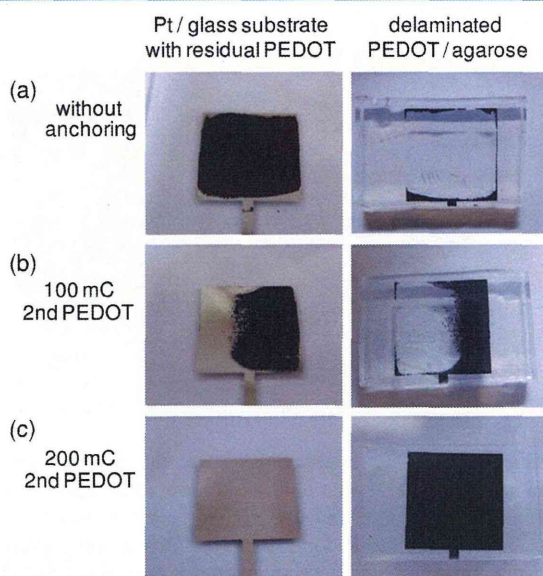 Pt / glass substrate
with residual PEDOT
delaminated
PEDOT / agarose
(a)
without
anchoring
(b)
100 mC
2nd PEDOT
(c)
200 mC
2nd PEDOT